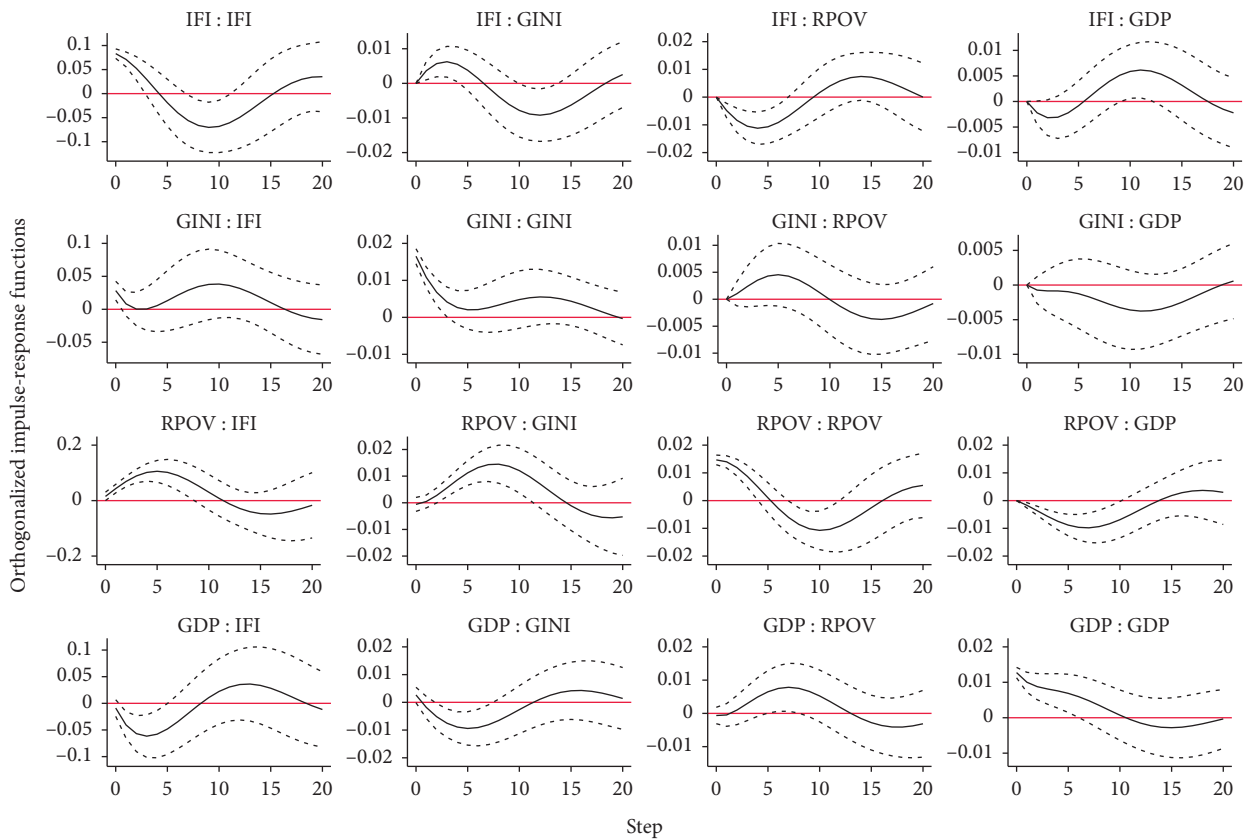 Orthogonalized impulse-response functions
IFI : IFI
0.1
0.05
0
−0.05
−0.1
0 5 10 15 20
IFI : GINI
0.01
0
−0.01
−0.02
0 5 10 15 20
IFI : RPOV
0.02
0.01
0
−0.01
−0.02
0 5 10 15 20
IFI : GDP
0.01
0.005
0
−0.005
−0.01
0 5 10 15 20
GINI : IFI
0.1
0.05
0
−0.05
0 5 10 15 20
GINI : GINI
0.02
0.01
0
−0.01
0 5 10 15 20
GINI : RPOV
0.01
0.005
0
−0.005
−0.01
0 5 10 15 20
GINI : GDP
0.005
0
−0.005
−0.01
0 5 10 15 20
RPOV : IFI
0.2
0
−0.2
0 5 10 15 20
RPOV : GINI
0.02
0.01
0
−0.01
−0.02
0 5 10 15 20
RPOV : RPOV
0.02
0.01
0
−0.01
−0.02
0 5 10 15 20
RPOV : GDP
0.02
0.01
0
−0.01
−0.02
0 5 10 15 20
GDP : IFI
0.1
0.05
0
−0.05
−0.1
0 5 10 15 20
GDP : GINI
0.02
0.01
0
−0.01
−0.02
0 5 10 15 20
GDP : RPOV
0.02
0.01
0
−0.01
0 5 10 15 20
GDP : GDP
0.02
0.01
0
−0.01
0 5 10 15 20
Step